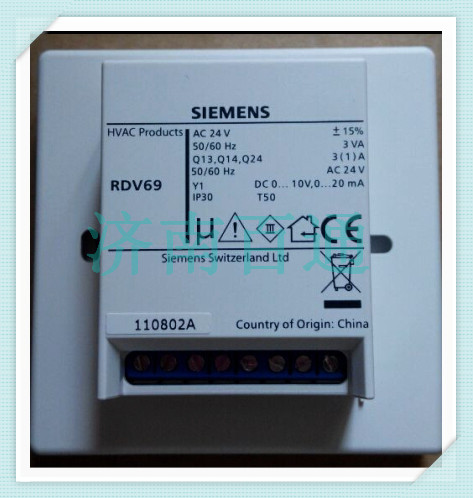 SIEMENS
HVAC Products
AC 24 V ± 15%
50/60 Hz 3 VA
Q13,Q14,Q24 3 ( 1 ) A
50/60 Hz AC 24 V
RDV69
Y1 DC 0... 10V,0...20 mA
IP30 T50
III
CE
济南百通
Siemens Switzerland Ltd
110802A
Country of Origin: China